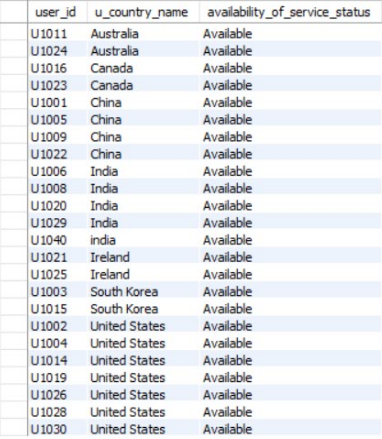 user_id u_country_name availability_of_service_status
U1011 Australia Available
U1024 Australia Available
U1016 Canada Available
U1023 Canada Available
U1001 China Available
U1005 China Available
U1009 China Available
U1022 China Available
U1006 India Available
U1008 India Available
U1020 India Available
U1029 India Available
U1040 india Available
U1021 Ireland Available
U1025 Ireland Available
U1003 South Korea Available
U1015 South Korea Available
U1002 United States Available
U1004 United States Available
U1014 United States Available
U1019 United States Available
U1026 United States Available
U1028 United States Available
U1030 United States Available